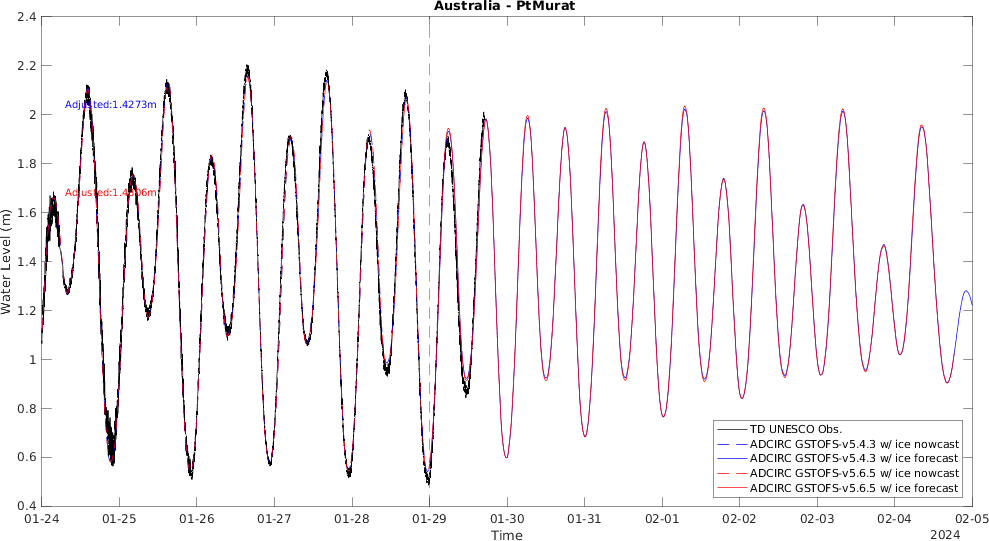 Australia - PtMurat
Water Level (m)
2.4
2.2
2
1.8
1.6
1.4
1.2
1
0.8
0.6
0.4
Adjusted:1.4273m
TD UNESCO Obs.
ADCIRC GSTOFS-v5.4.3 w/ ice nowcast
ADCIRC GSTOFS-v5.4.3 w/ ice forecast
ADCIRC GSTOFS-v5.6.5 w/ ice nowcast
ADCIRC GSTOFS-v5.6.5 w/ ice forecast
01-24 01-25 01-26 01-27 01-28 01-29 01-30 01-31 02-01 02-02 02-03 02-04 02-05
Time
2024